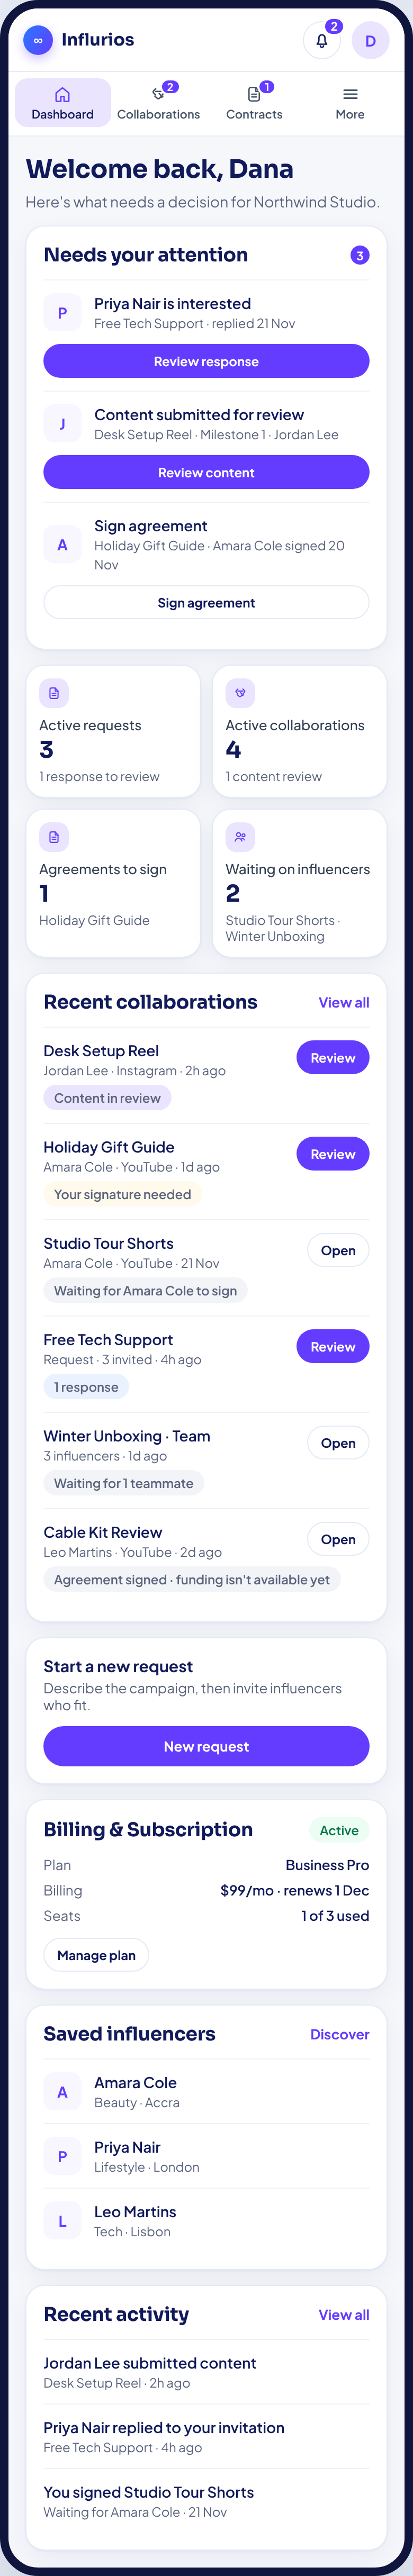 ∞ Influrios 2 D
Dashboard
2 Collaborations
1 Contracts
More
Welcome back, Dana
Here's what needs a decision for Northwind Studio.
Needs your attention 3
P Priya Nair is interested
Free Tech Support · replied 21 Nov
Review response
J Content submitted for review
Desk Setup Reel · Milestone 1 · Jordan Lee
Review content
A Sign agreement
Holiday Gift Guide · Amara Cole signed 20
Nov
Sign agreement
Active requests
3
1 response to review
Active collaborations
4
1 content review
Agreements to sign
1
Holiday Gift Guide
Waiting on influencers
2
Studio Tour Shorts ·
Winter Unboxing
Recent collaborations View all
Desk Setup Reel
Jordan Lee · Instagram · 2h ago
Content in review
Review
Holiday Gift Guide
Amara Cole · YouTube · 1d ago
Your signature needed
Review
Studio Tour Shorts
Amara Cole · YouTube · 21 Nov
Waiting for Amara Cole to sign
Open
Free Tech Support
Request · 3 invited · 4h ago
1 response
Review
Winter Unboxing · Team
3 influencers · 1d ago
Waiting for 1 teammate
Open
Cable Kit Review
Leo Martins · YouTube · 2d ago
Agreement signed · funding isn't available yet
Open
Start a new request
Describe the campaign, then invite influencers
who fit.
New request
Billing & Subscription Active
Plan Business Pro
Billing $99/mo · renews 1 Dec
Seats 1 of 3 used
Manage plan
Saved influencers Discover
A Amara Cole
Beauty · Accra
P Priya Nair
Lifestyle · London
L Leo Martins
Tech · Lisbon
Recent activity View all
Jordan Lee submitted content
Desk Setup Reel · 2h ago
Priya Nair replied to your invitation
Free Tech Support · 4h ago
You signed Studio Tour Shorts
Waiting for Amara Cole · 21 Nov